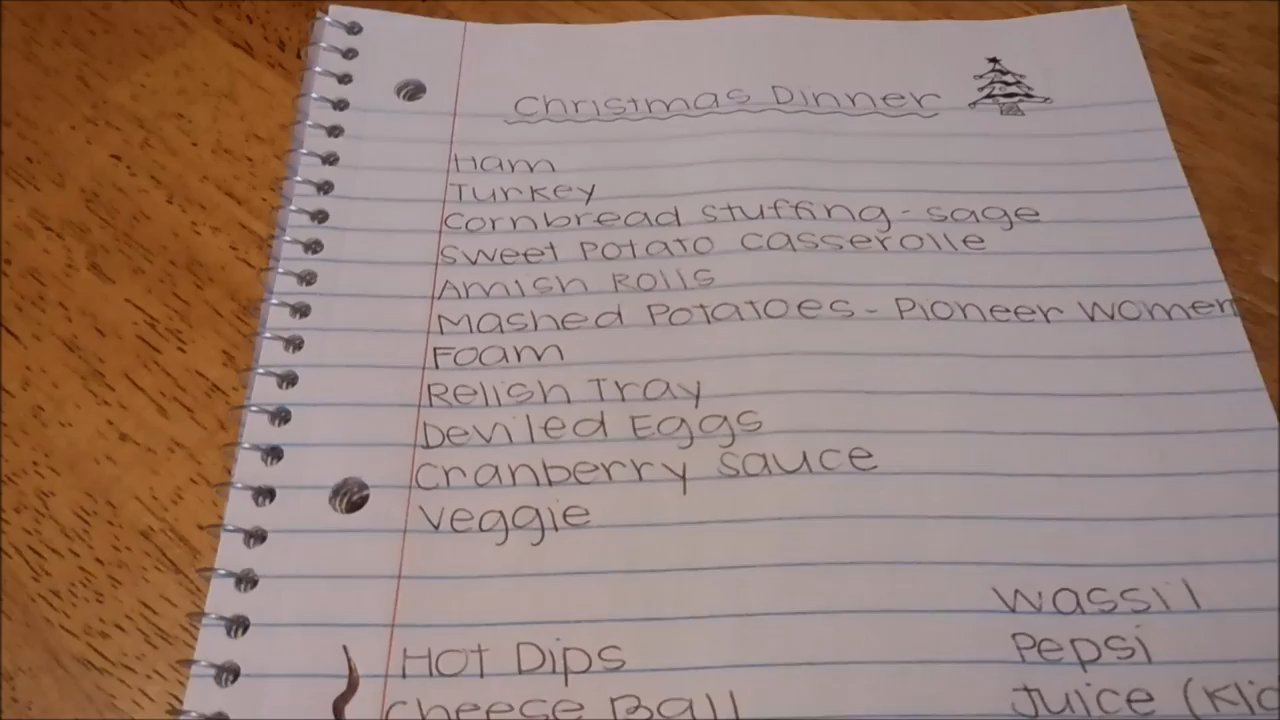 Christmas Dinner
Ham
Turkey
Cornbread stuffing - sage
Sweet Potato Casserolle
Amish Rolls
Mashed Potatoes - Pioneer Women
Foam
Relish Tray
Deviled Eggs
Cranberry Sauce
Veggie
Wassil
Hot Dips
Pepsi
Cheese Ball
Juice (